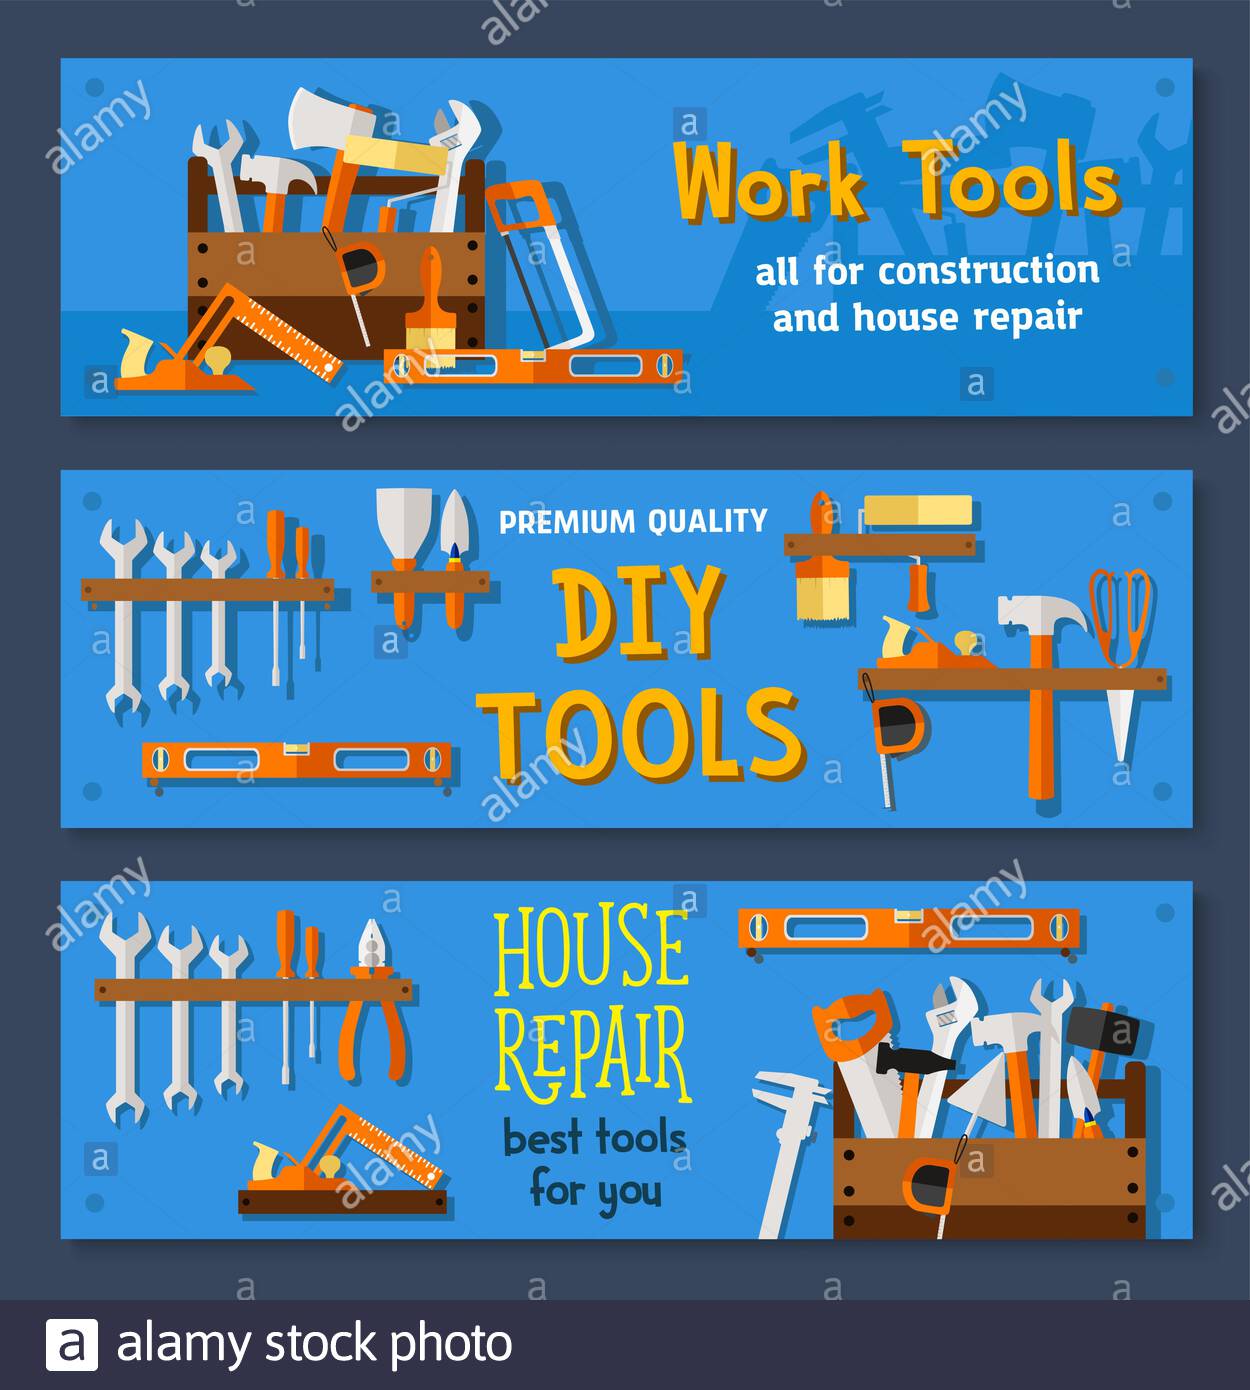 Work Tools
all for construction
and house repair
PREMIUM QUALITY
DIY
TOOLS
HOUSE
REPAIR
best tools
for you
a alamy stock photo